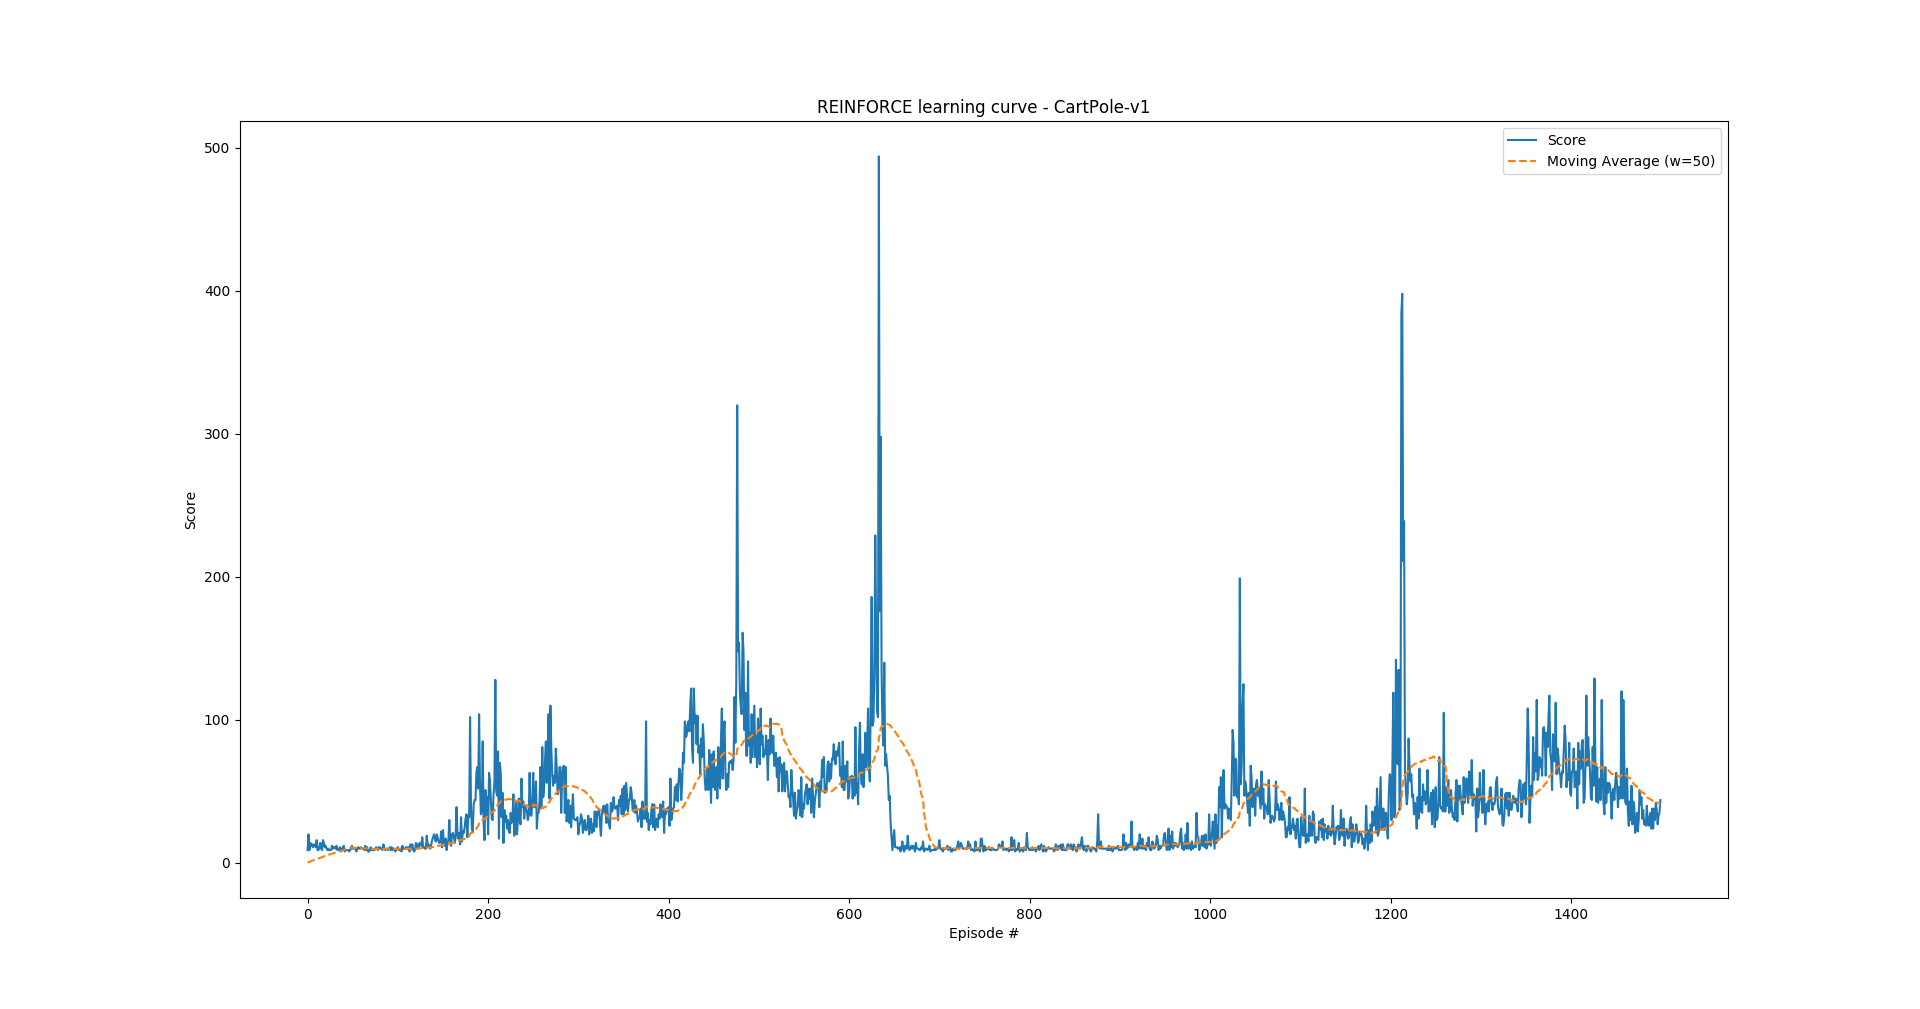 REINFORCE learning curve - CartPole-v1
Score
Moving Average (w=50)
500
400
300
200
100
0
Score
0 200 400 600 800 1000 1200 1400
Episode #